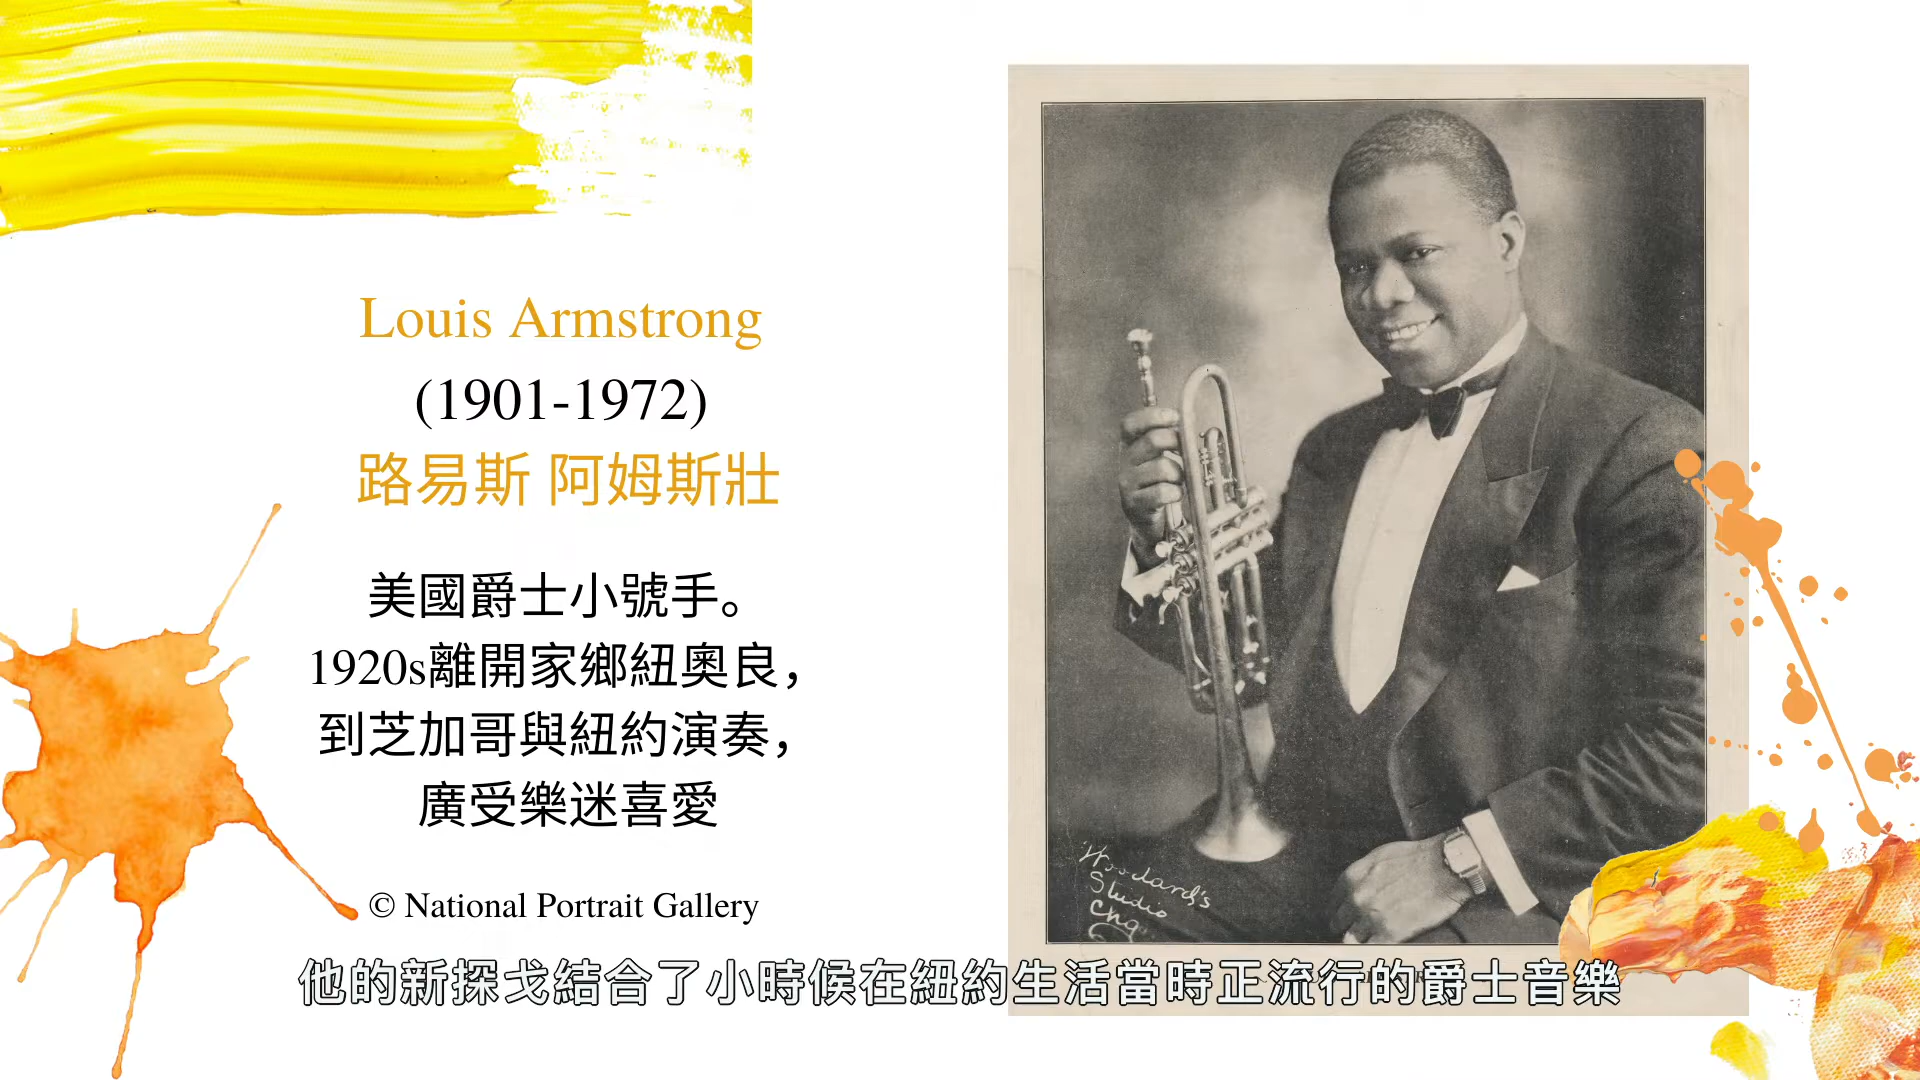 Louis Armstrong
(1901-1972)
路易斯 阿姆斯壯
美國爵士小號手。
1920s離開家鄉紐奧良，
到芝加哥與紐約演奏，
廣受樂迷喜愛
© National Portrait Gallery
Woodard's
Studio
Chg
他的新探戈結合了小時候在紐約生活當時正流行的爵士音樂